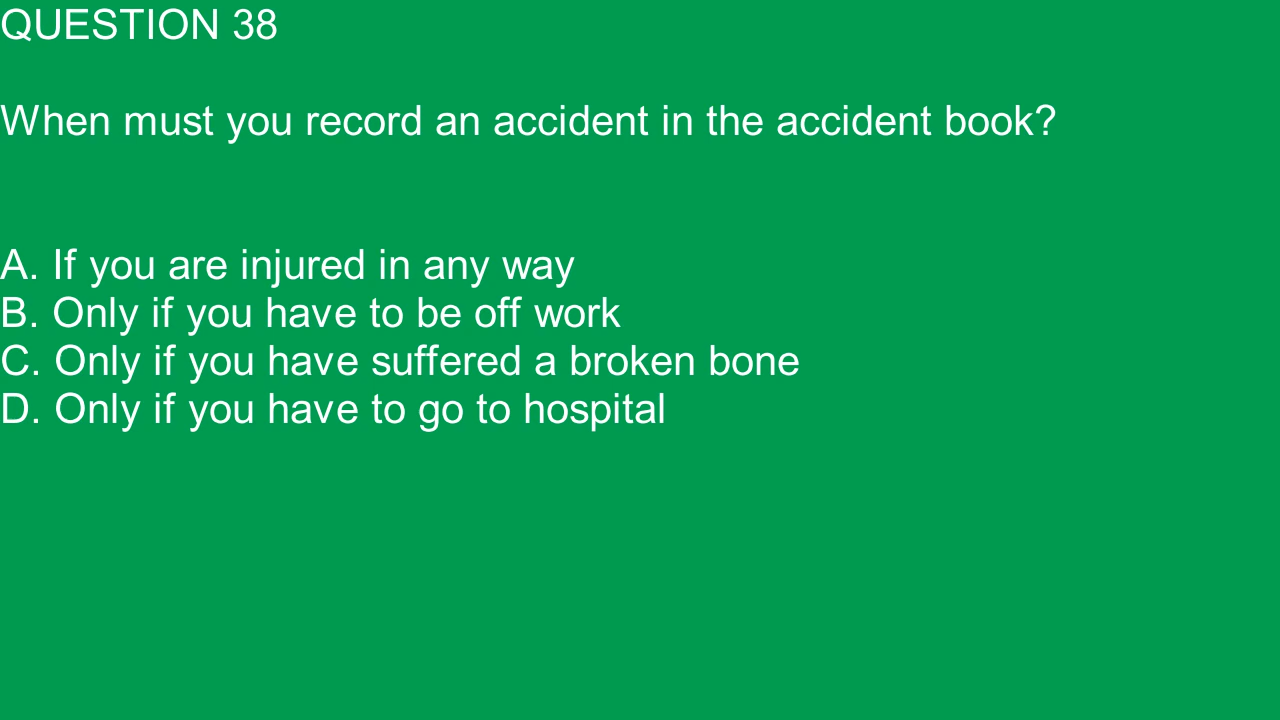 QUESTION 38
When must you record an accident in the accident book?
A. If you are injured in any way
B. Only if you have to be off work
C. Only if you have suffered a broken bone
D. Only if you have to go to hospital